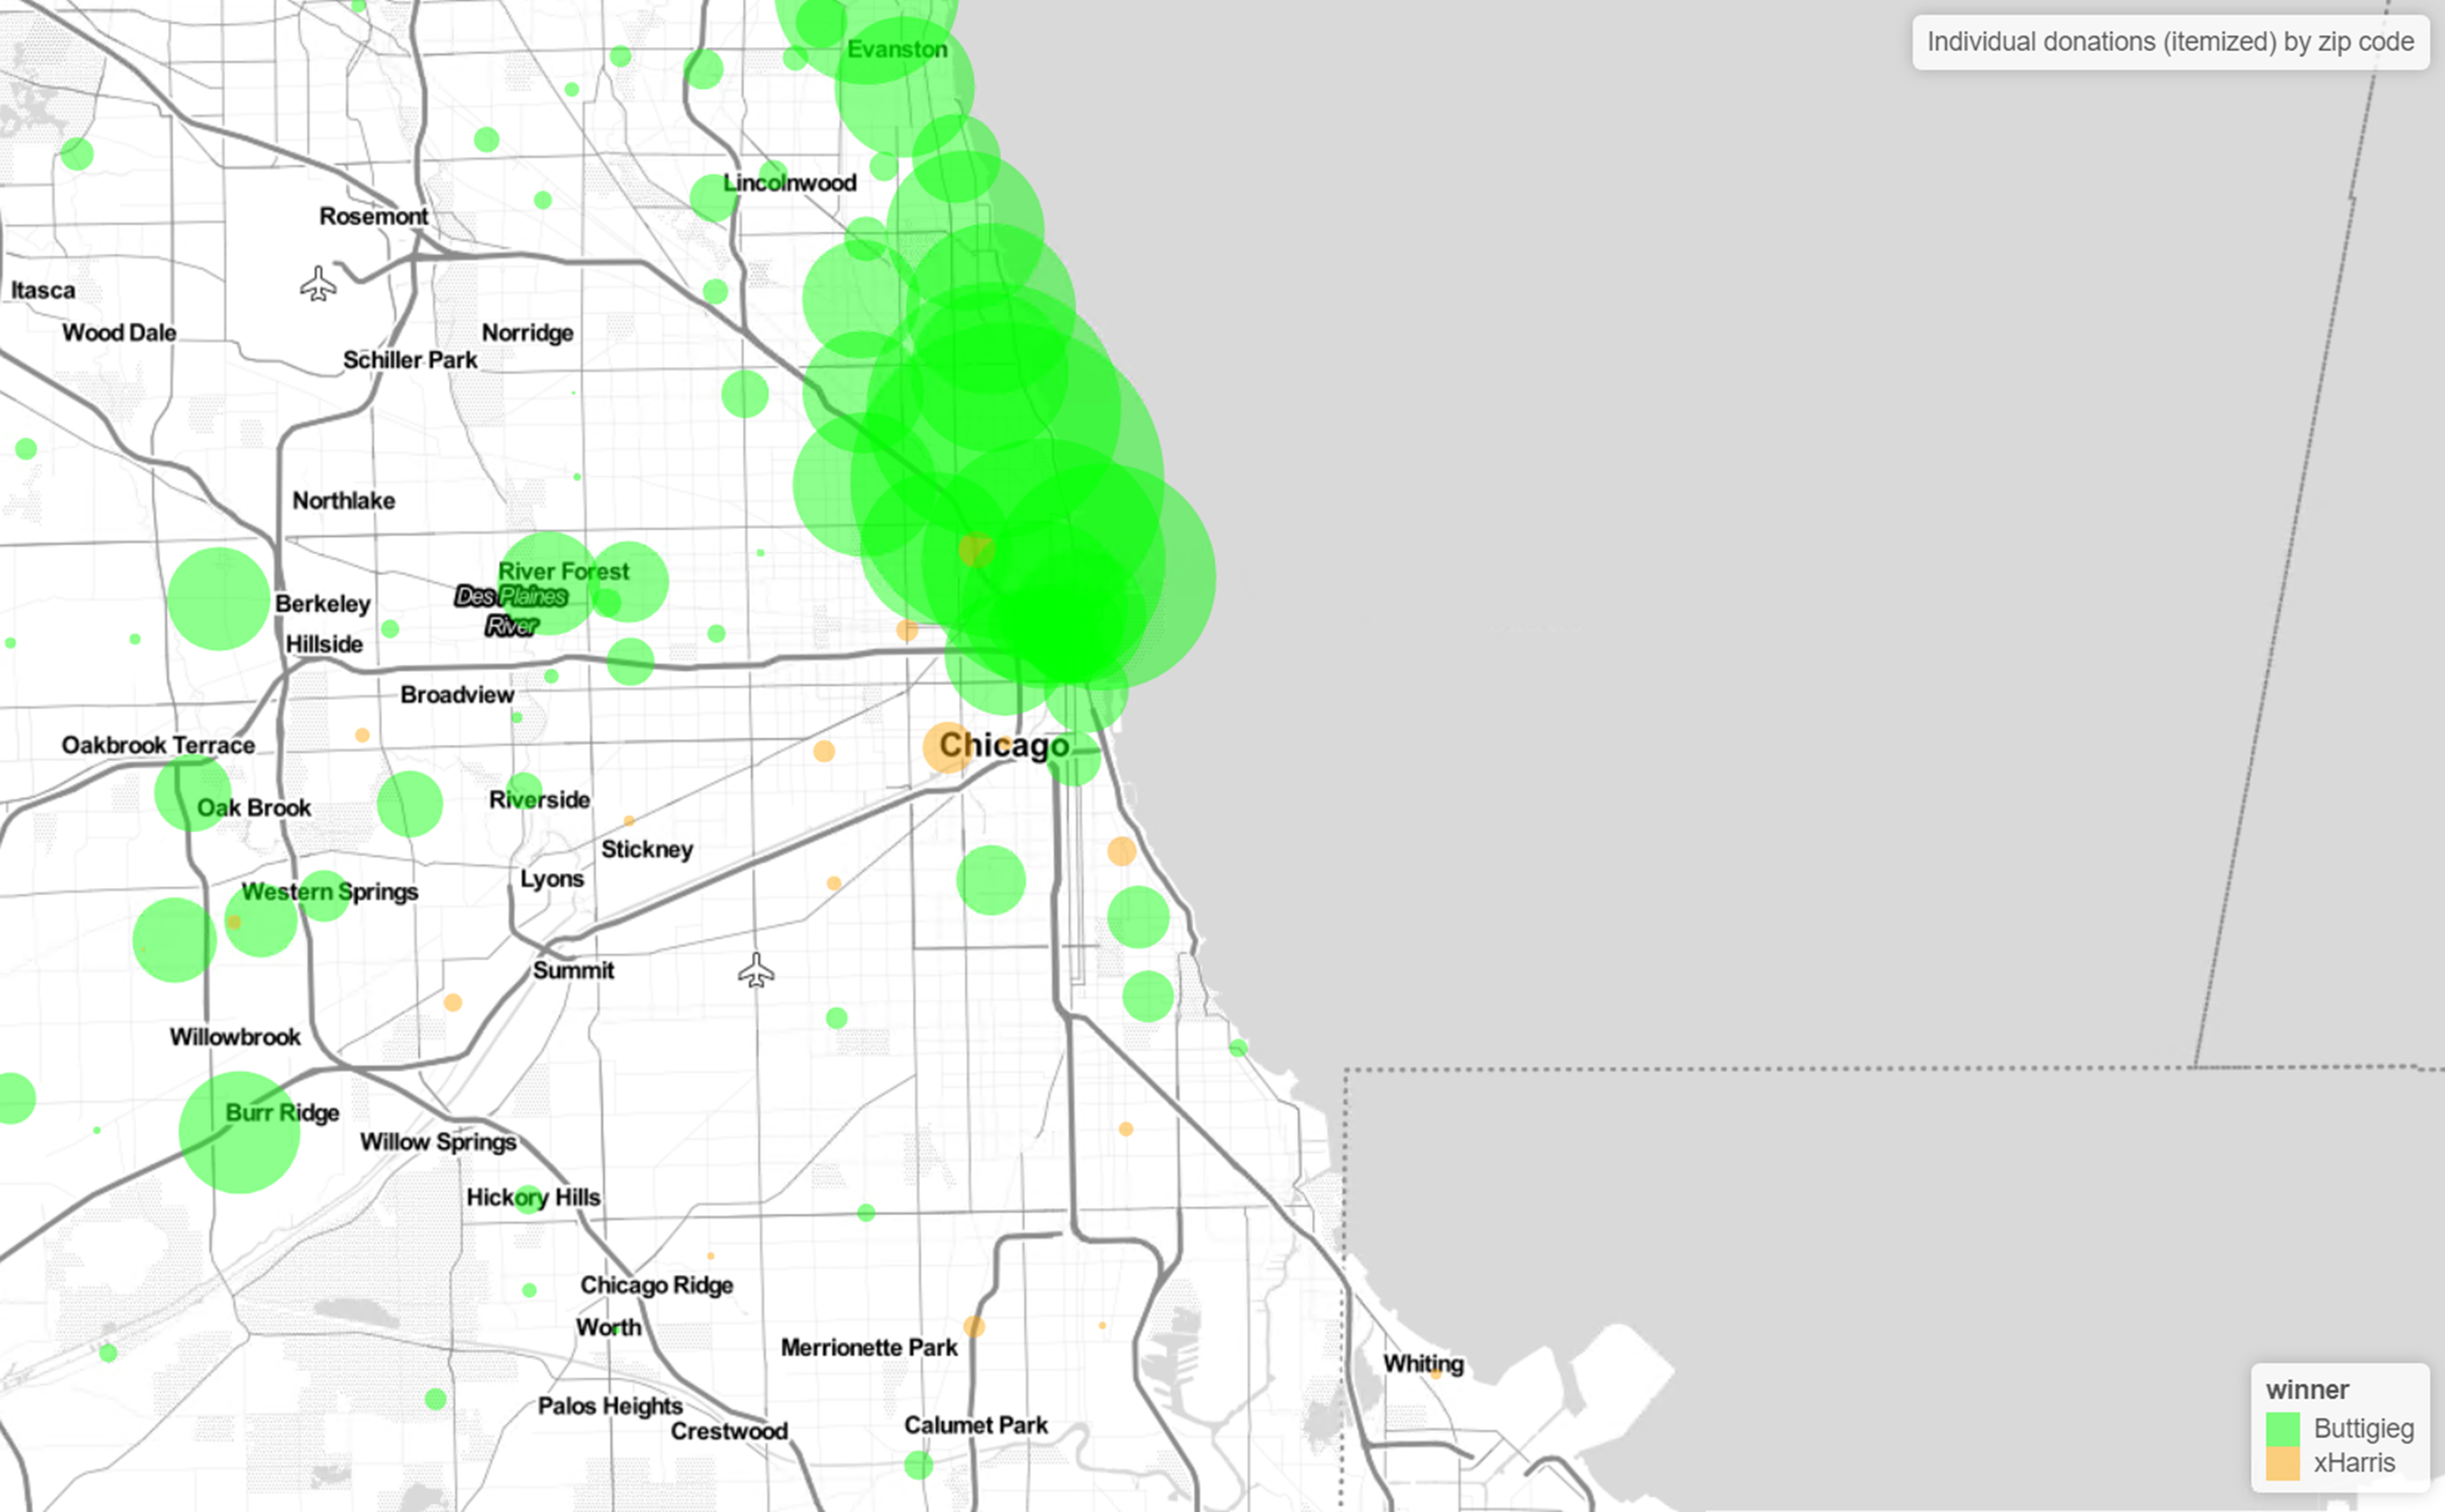 Individual donations (itemized) by zip code
Evanston
Lincolnwood
Rosemont
Itasca
Wood Dale
Norridge
Schiller Park
Northlake
River Forest
Des Plaines
River
Berkeley
Hillside
Broadview
Oakbrook Terrace
Chicago
Oak Brook
Riverside
Stickney
Lyons
Western Springs
Summit
Willowbrook
Burr Ridge
Willow Springs
Hickory Hills
Chicago Ridge
Worth
Merrionette Park
Whiting
Palos Heights
Crestwood
Calumet Park
winner
Buttigieg
xHarris